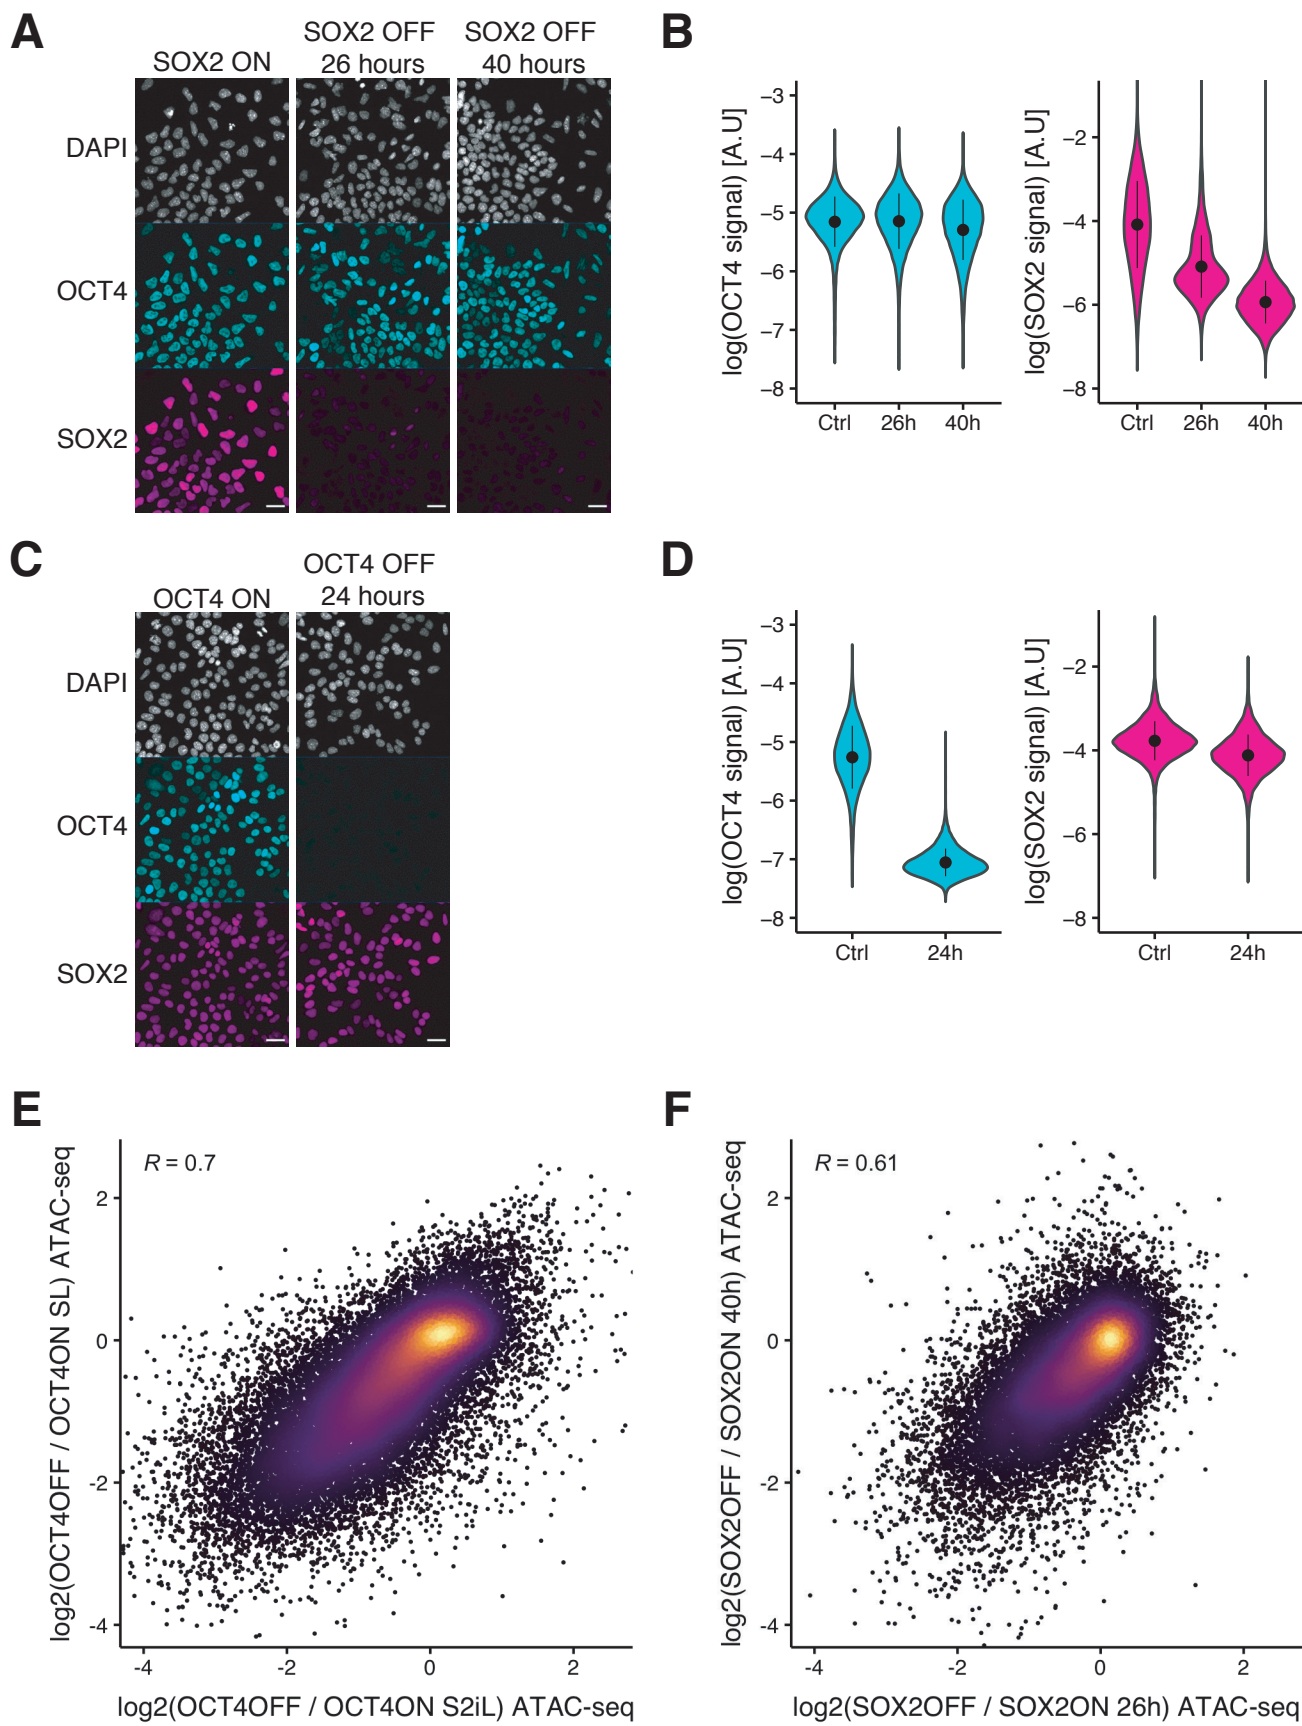 A
SOX2 ON
SOX2 OFF
26 hours
SOX2 OFF
40 hours
DAPI
OCT4
SOX2
B
log(OCT4 signal) [A.U]
−3
−4
−5
−6
−7
−8
Ctrl 26h 40h
log(SOX2 signal) [A.U]
−2
−4
−6
−8
Ctrl 26h 40h
C
OCT4 ON
OCT4 OFF
24 hours
DAPI
OCT4
SOX2
D
log(OCT4 signal) [A.U]
−3
−4
−5
−6
−7
−8
Ctrl 24h
log(SOX2 signal) [A.U]
−2
−4
−6
−8
Ctrl 24h
E
R = 0.7
log2(OCT4OFF / OCT4ON SL) ATAC-seq
2
0
-2
-4
-4 -2 0 2
log2(OCT4OFF / OCT4ON S2iL) ATAC-seq
F
R = 0.61
log2(SOX2OFF / SOX2ON 40h) ATAC-seq
2
0
-2
-4
-4 -2 0 2
log2(SOX2OFF / SOX2ON 26h) ATAC-seq